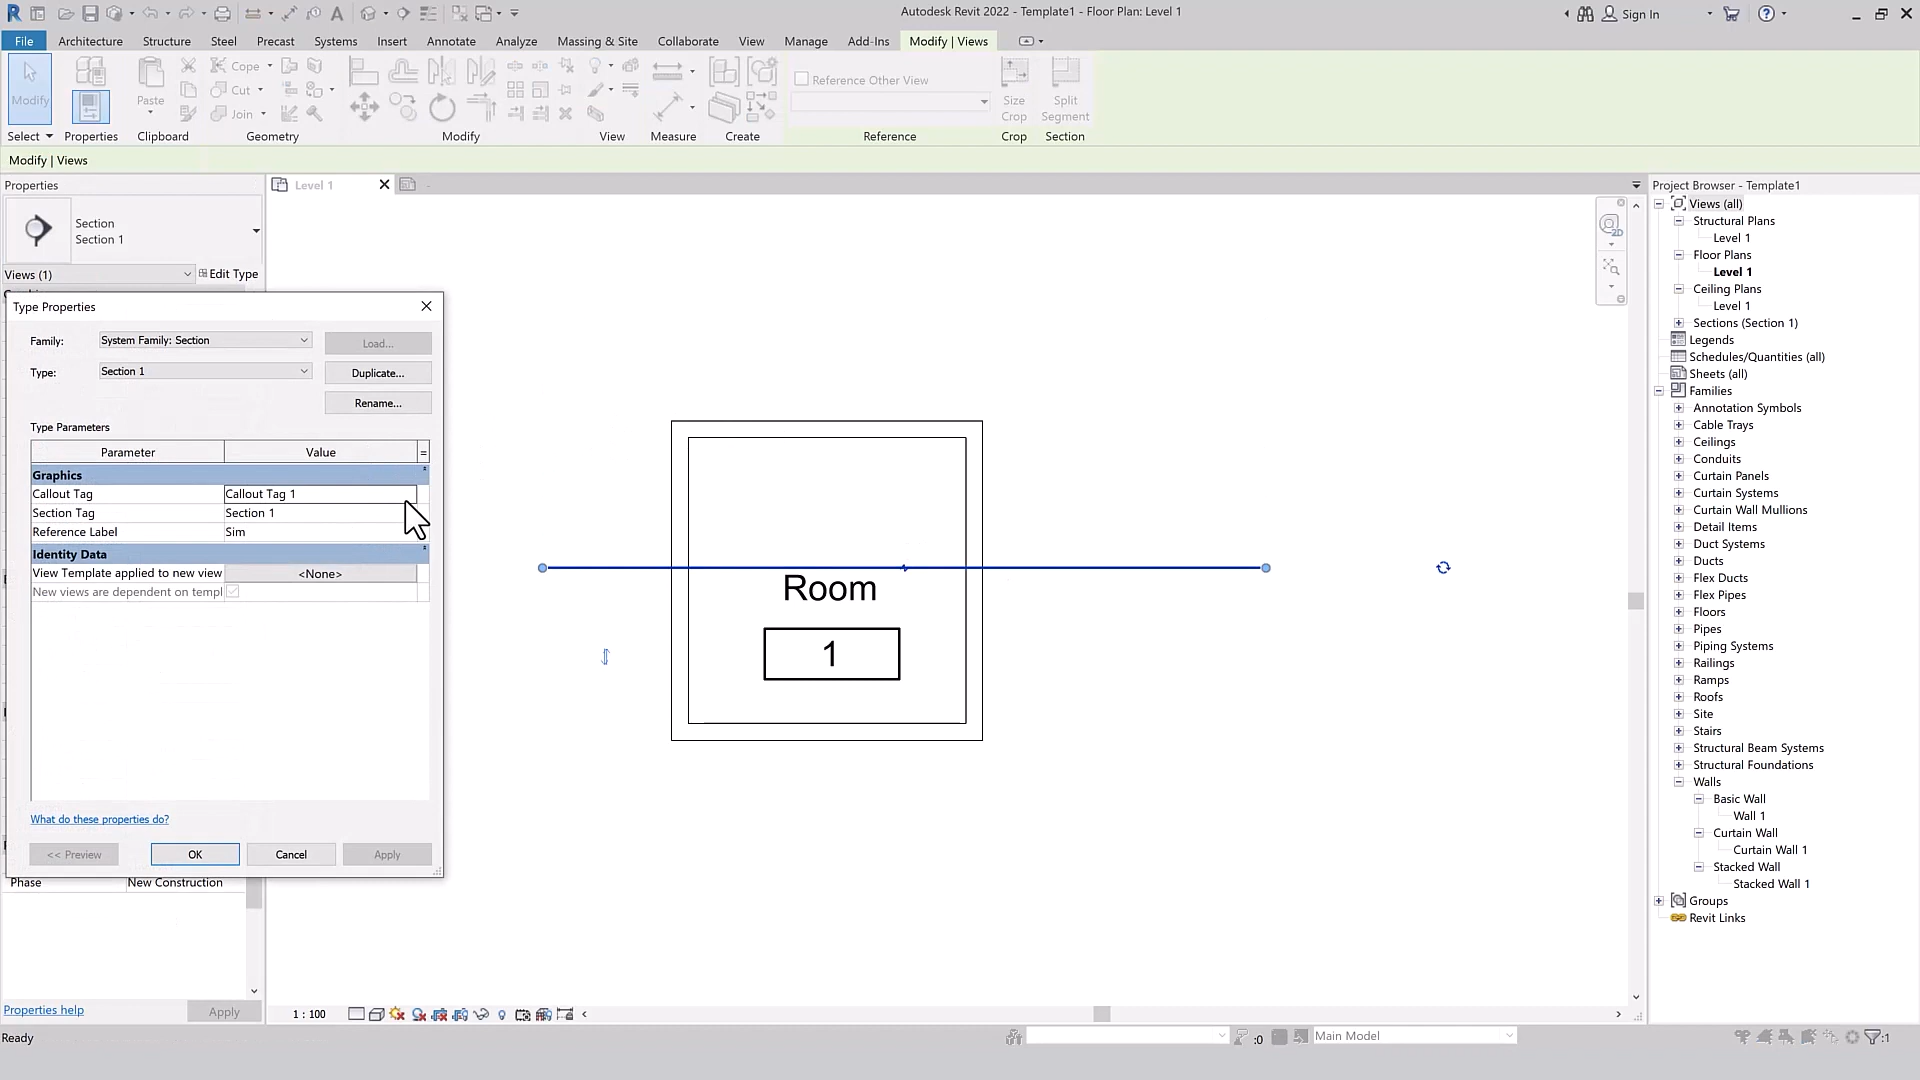 Autodesk Revit 2022 - Template1 - Floor Plan: Level 1
Sign In
File Architecture Structure Steel Precast Systems Insert Annotate Analyze Massing & Site Collaborate View Manage Add-Ins Modify | Views
Modify
Paste
Cope
Cut
Join
Reference Other View
Size Crop
Split Segment
Select Properties Clipboard Geometry Modify View Measure Create Reference Crop Section
Modify | Views
Properties
Section
Section 1
Views (1)
Edit Type
Type Properties
Family: System Family: Section Load...
Type: Section 1 Duplicate...
Rename...
Type Parameters
Parameter Value =
Graphics
Callout Tag Callout Tag 1
Section Tag Section 1
Reference Label Sim
Identity Data
View Template applied to new view <None>
New views are dependent on templ
What do these properties do?
<< Preview OK Cancel Apply
Phase New Construction
Properties help Apply
Ready
Level 1
2D
Room
1
1 : 100
:0
Main Model
:1
Project Browser - Template1
Views (all)
Structural Plans
Level 1
Floor Plans
Level 1
Ceiling Plans
Level 1
Sections (Section 1)
Legends
Schedules/Quantities (all)
Sheets (all)
Families
Annotation Symbols
Cable Trays
Ceilings
Conduits
Curtain Panels
Curtain Systems
Curtain Wall Mullions
Detail Items
Duct Systems
Ducts
Flex Ducts
Flex Pipes
Floors
Pipes
Piping Systems
Railings
Ramps
Roofs
Site
Stairs
Structural Beam Systems
Structural Foundations
Walls
Basic Wall
Wall 1
Curtain Wall
Curtain Wall 1
Stacked Wall
Stacked Wall 1
Groups
Revit Links